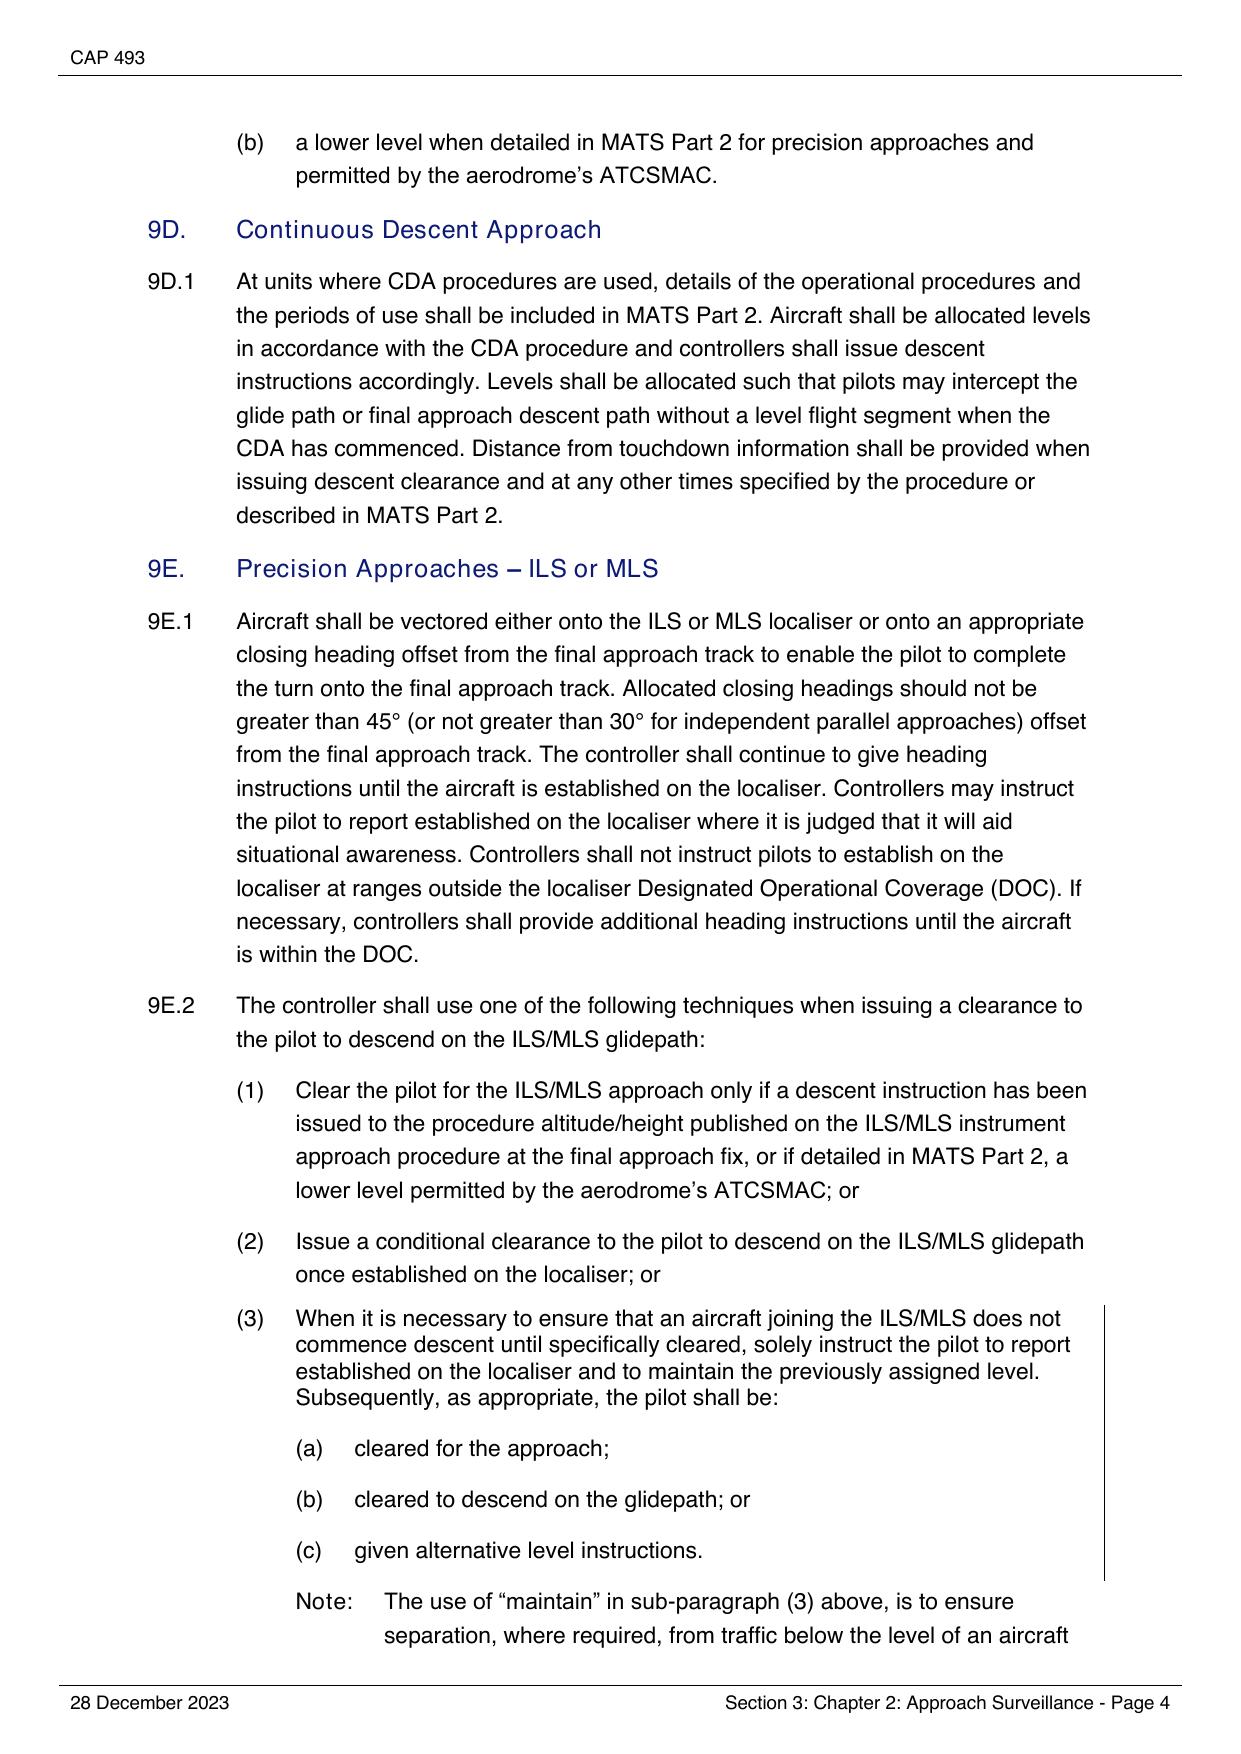 CAP 493
(b) a lower level when detailed in MATS Part 2 for precision approaches and
permitted by the aerodrome’s ATCSMAC.
9D. Continuous Descent Approach
9D.1 At units where CDA procedures are used, details of the operational procedures and
the periods of use shall be included in MATS Part 2. Aircraft shall be allocated levels
in accordance with the CDA procedure and controllers shall issue descent
instructions accordingly. Levels shall be allocated such that pilots may intercept the
glide path or final approach descent path without a level flight segment when the
CDA has commenced. Distance from touchdown information shall be provided when
issuing descent clearance and at any other times specified by the procedure or
described in MATS Part 2.
9E. Precision Approaches – ILS or MLS
9E.1 Aircraft shall be vectored either onto the ILS or MLS localiser or onto an appropriate
closing heading offset from the final approach track to enable the pilot to complete
the turn onto the final approach track. Allocated closing headings should not be
greater than 45° (or not greater than 30° for independent parallel approaches) offset
from the final approach track. The controller shall continue to give heading
instructions until the aircraft is established on the localiser. Controllers may instruct
the pilot to report established on the localiser where it is judged that it will aid
situational awareness. Controllers shall not instruct pilots to establish on the
localiser at ranges outside the localiser Designated Operational Coverage (DOC). If
necessary, controllers shall provide additional heading instructions until the aircraft
is within the DOC.
9E.2 The controller shall use one of the following techniques when issuing a clearance to
the pilot to descend on the ILS/MLS glidepath:
(1) Clear the pilot for the ILS/MLS approach only if a descent instruction has been
issued to the procedure altitude/height published on the ILS/MLS instrument
approach procedure at the final approach fix, or if detailed in MATS Part 2, a
lower level permitted by the aerodrome’s ATCSMAC; or
(2) Issue a conditional clearance to the pilot to descend on the ILS/MLS glidepath
once established on the localiser; or
(3) When it is necessary to ensure that an aircraft joining the ILS/MLS does not
commence descent until specifically cleared, solely instruct the pilot to report
established on the localiser and to maintain the previously assigned level.
Subsequently, as appropriate, the pilot shall be:
(a) cleared for the approach;
(b) cleared to descend on the glidepath; or
(c) given alternative level instructions.
Note: The use of “maintain” in sub-paragraph (3) above, is to ensure
separation, where required, from traffic below the level of an aircraft
28 December 2023 Section 3: Chapter 2: Approach Surveillance - Page 4